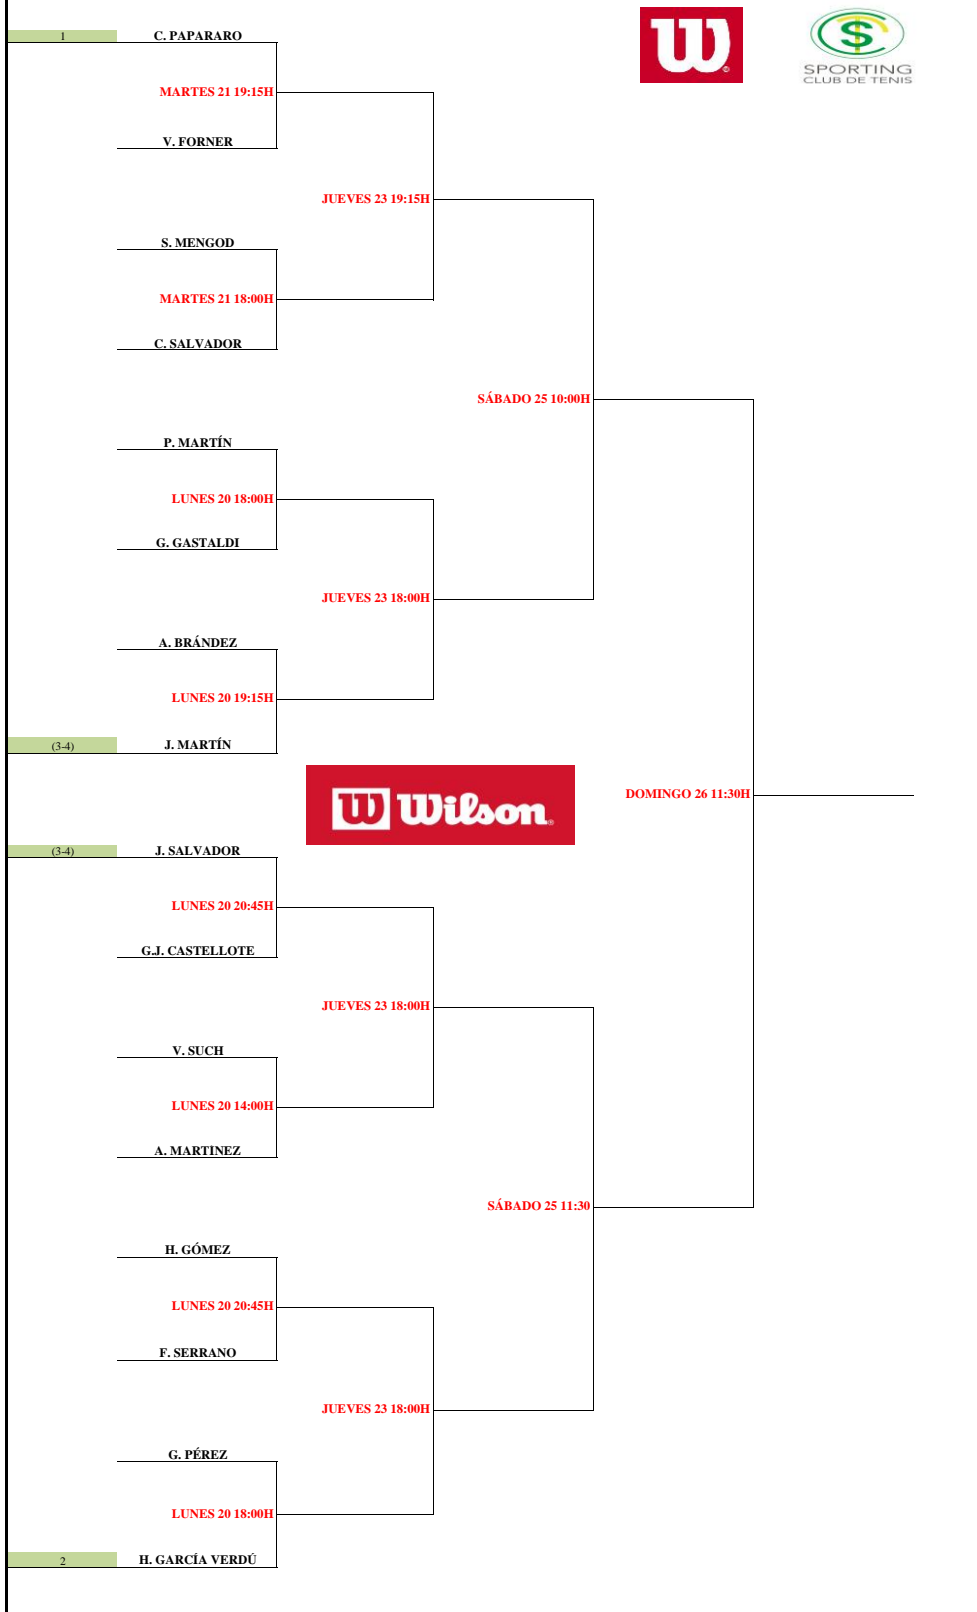 1 C. PAPARARO
W
SPORTING
CLUB DE TENIS
MARTES 21 19:15H
V. FORNER
JUEVES 23 19:15H
S. MENGOD
MARTES 21 18:00H
C. SALVADOR
SÁBADO 25 10:00H
P. MARTÍN
LUNES 20 18:00H
G. GASTALDI
JUEVES 23 18:00H
A. BRÁNDEZ
LUNES 20 19:15H
(3-4) J. MARTÍN
W Wilson
DOMINGO 26 11:30H
(3-4) J. SALVADOR
LUNES 20 20:45H
G.J. CASTELLOTE
JUEVES 23 18:00H
V. SUCH
LUNES 20 14:00H
A. MARTÍNEZ
SÁBADO 25 11:30
H. GÓMEZ
LUNES 20 20:45H
F. SERRANO
JUEVES 23 18:00H
G. PÉREZ
LUNES 20 18:00H
2 H. GARCÍA VERDÚ